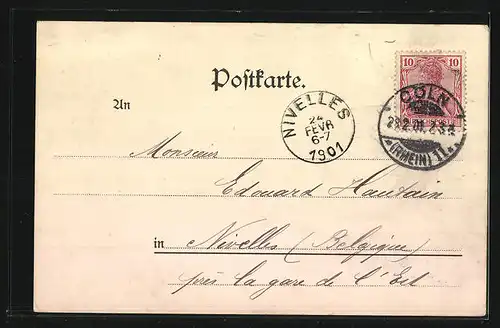 10 10
Postkarte.
CÖLN
An
NIVELLES
24
FEVR
6-7
1901
(RHEIN) 11
Monsieur
Edouard Hautain
in Nivelles (Belgique)
près la gare de l'Est